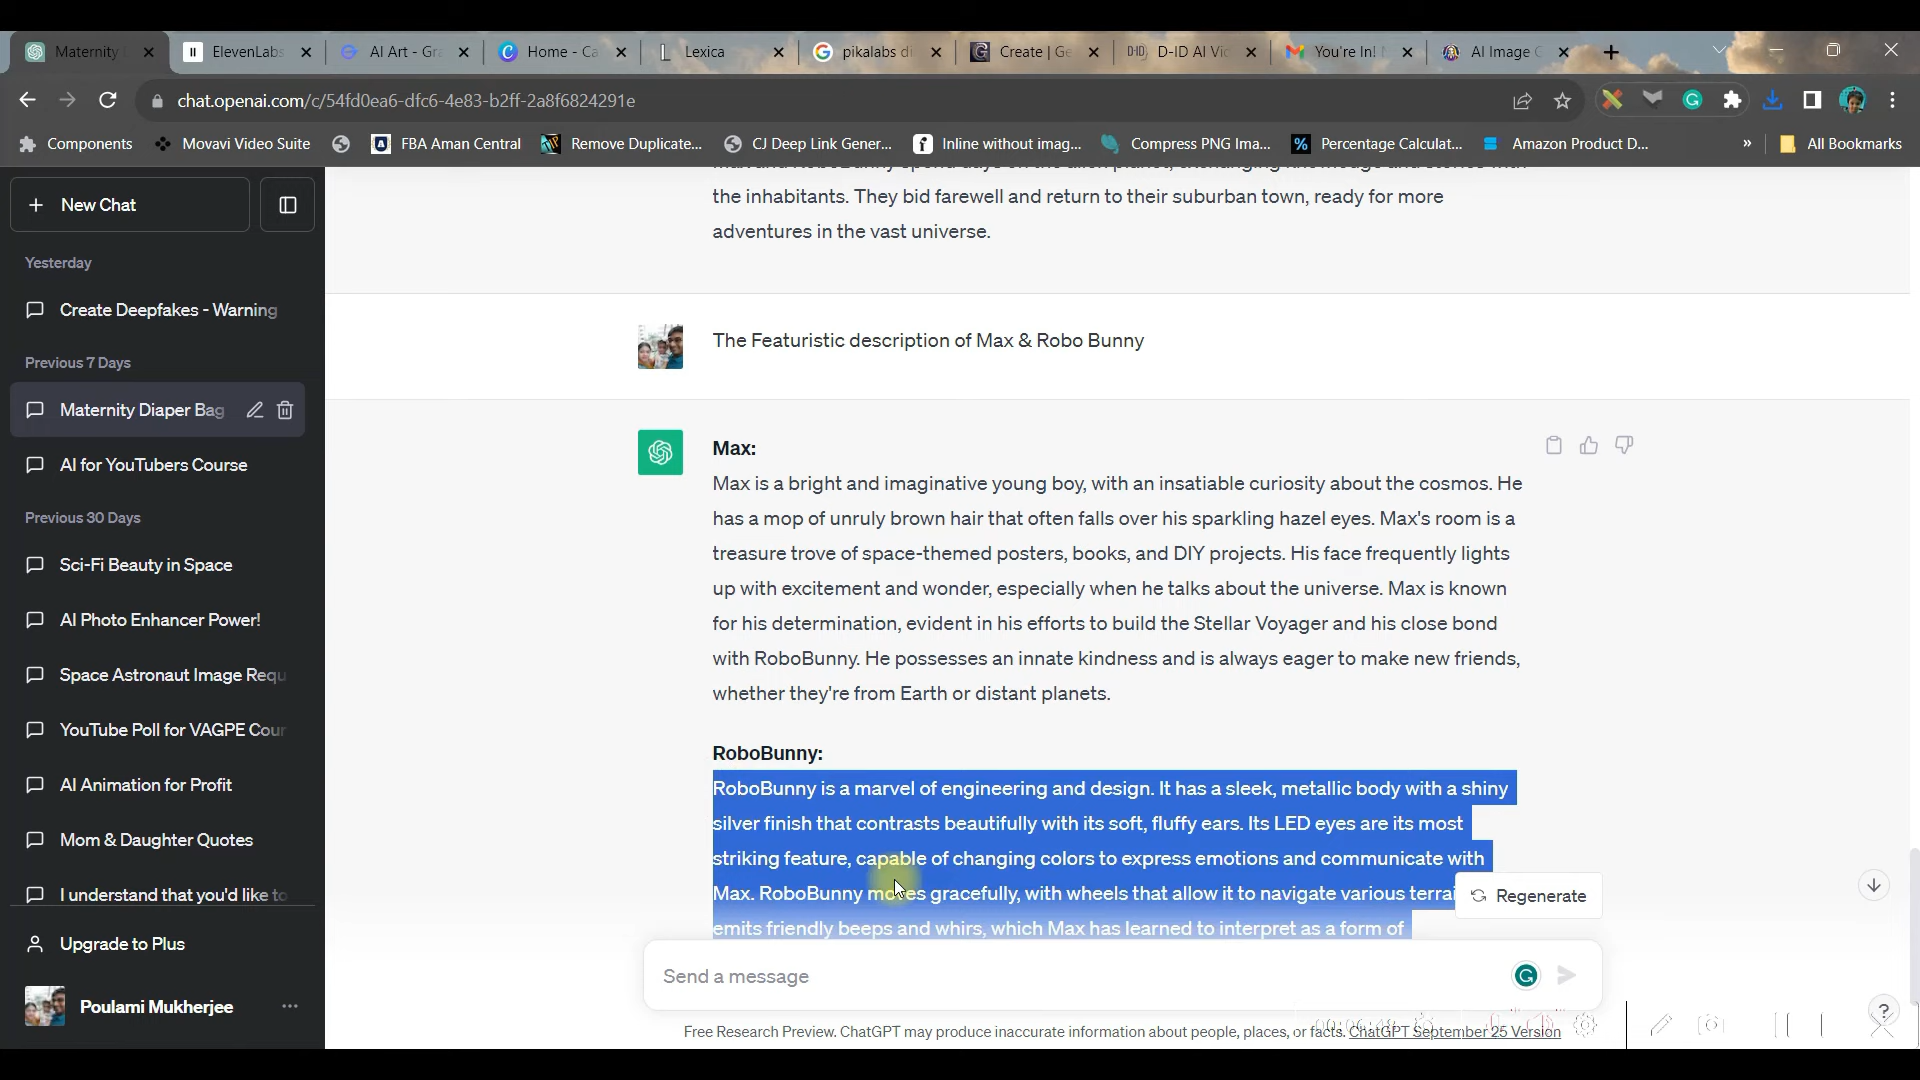 Maternity
ElevenLabs
AI Art - Gra
Home - Ca
Lexica
pikalabs di
Create | Ge
D-ID AI Vid
You're In!
AI Image G
chat.openai.com/c/54fd0ea6-dfc6-4e83-b2ff-2a8f6824291e
Components
Movavi Video Suite
FBA Aman Central
Remove Duplicate...
CJ Deep Link Gener...
Inline without imag...
Compress PNG Ima...
Percentage Calculat...
Amazon Product D...
»
All Bookmarks
New Chat
Yesterday
Create Deepfakes - Warning
Previous 7 Days
Maternity Diaper Bag
AI for YouTubers Course
Previous 30 Days
Sci-Fi Beauty in Space
AI Photo Enhancer Power!
Space Astronaut Image Requ
YouTube Poll for VAGPE Cour
AI Animation for Profit
Mom & Daughter Quotes
I understand that you'd like to
Upgrade to Plus
Poulami Mukherjee
the inhabitants. They bid farewell and return to their suburban town, ready for more
adventures in the vast universe.
The Featuristic description of Max & Robo Bunny
Max:
Max is a bright and imaginative young boy, with an insatiable curiosity about the cosmos. He
has a mop of unruly brown hair that often falls over his sparkling hazel eyes. Max's room is a
treasure trove of space-themed posters, books, and DIY projects. His face frequently lights
up with excitement and wonder, especially when he talks about the universe. Max is known
for his determination, evident in his efforts to build the Stellar Voyager and his close bond
with RoboBunny. He possesses an innate kindness and is always eager to make new friends,
whether they're from Earth or distant planets.
RoboBunny:
RoboBunny is a marvel of engineering and design. It has a sleek, metallic body with a shiny
silver finish that contrasts beautifully with its soft, fluffy ears. Its LED eyes are its most
striking feature, capable of changing colors to express emotions and communicate with
Max. RoboBunny moves gracefully, with wheels that allow it to navigate various terrai
emits friendly beeps and whirs, which Max has learned to interpret as a form of
Regenerate
Send a message
Free Research Preview. ChatGPT may produce inaccurate information about people, places, or facts. ChatGPT September 25 Version
?